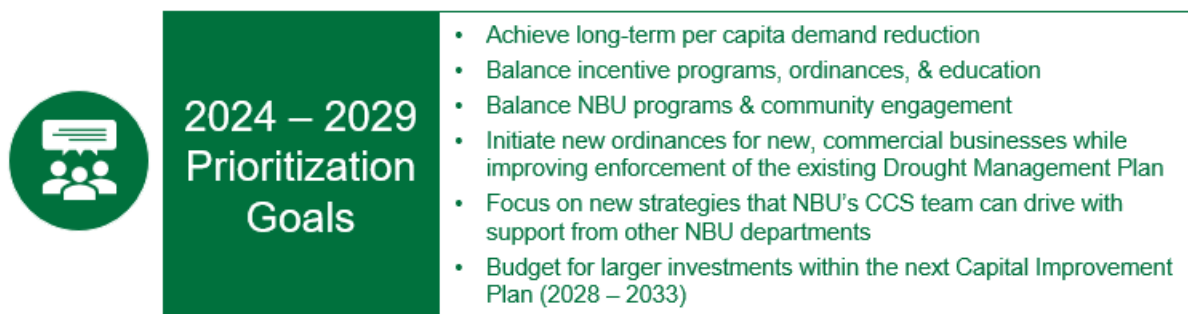 2024 – 2029
Prioritization
Goals
• Achieve long-term per capita demand reduction
• Balance incentive programs, ordinances, & education
• Balance NBU programs & community engagement
• Initiate new ordinances for new, commercial businesses while
improving enforcement of the existing Drought Management Plan
• Focus on new strategies that NBU's CCS team can drive with
support from other NBU departments
• Budget for larger investments within the next Capital Improvement
Plan (2028 – 2033)